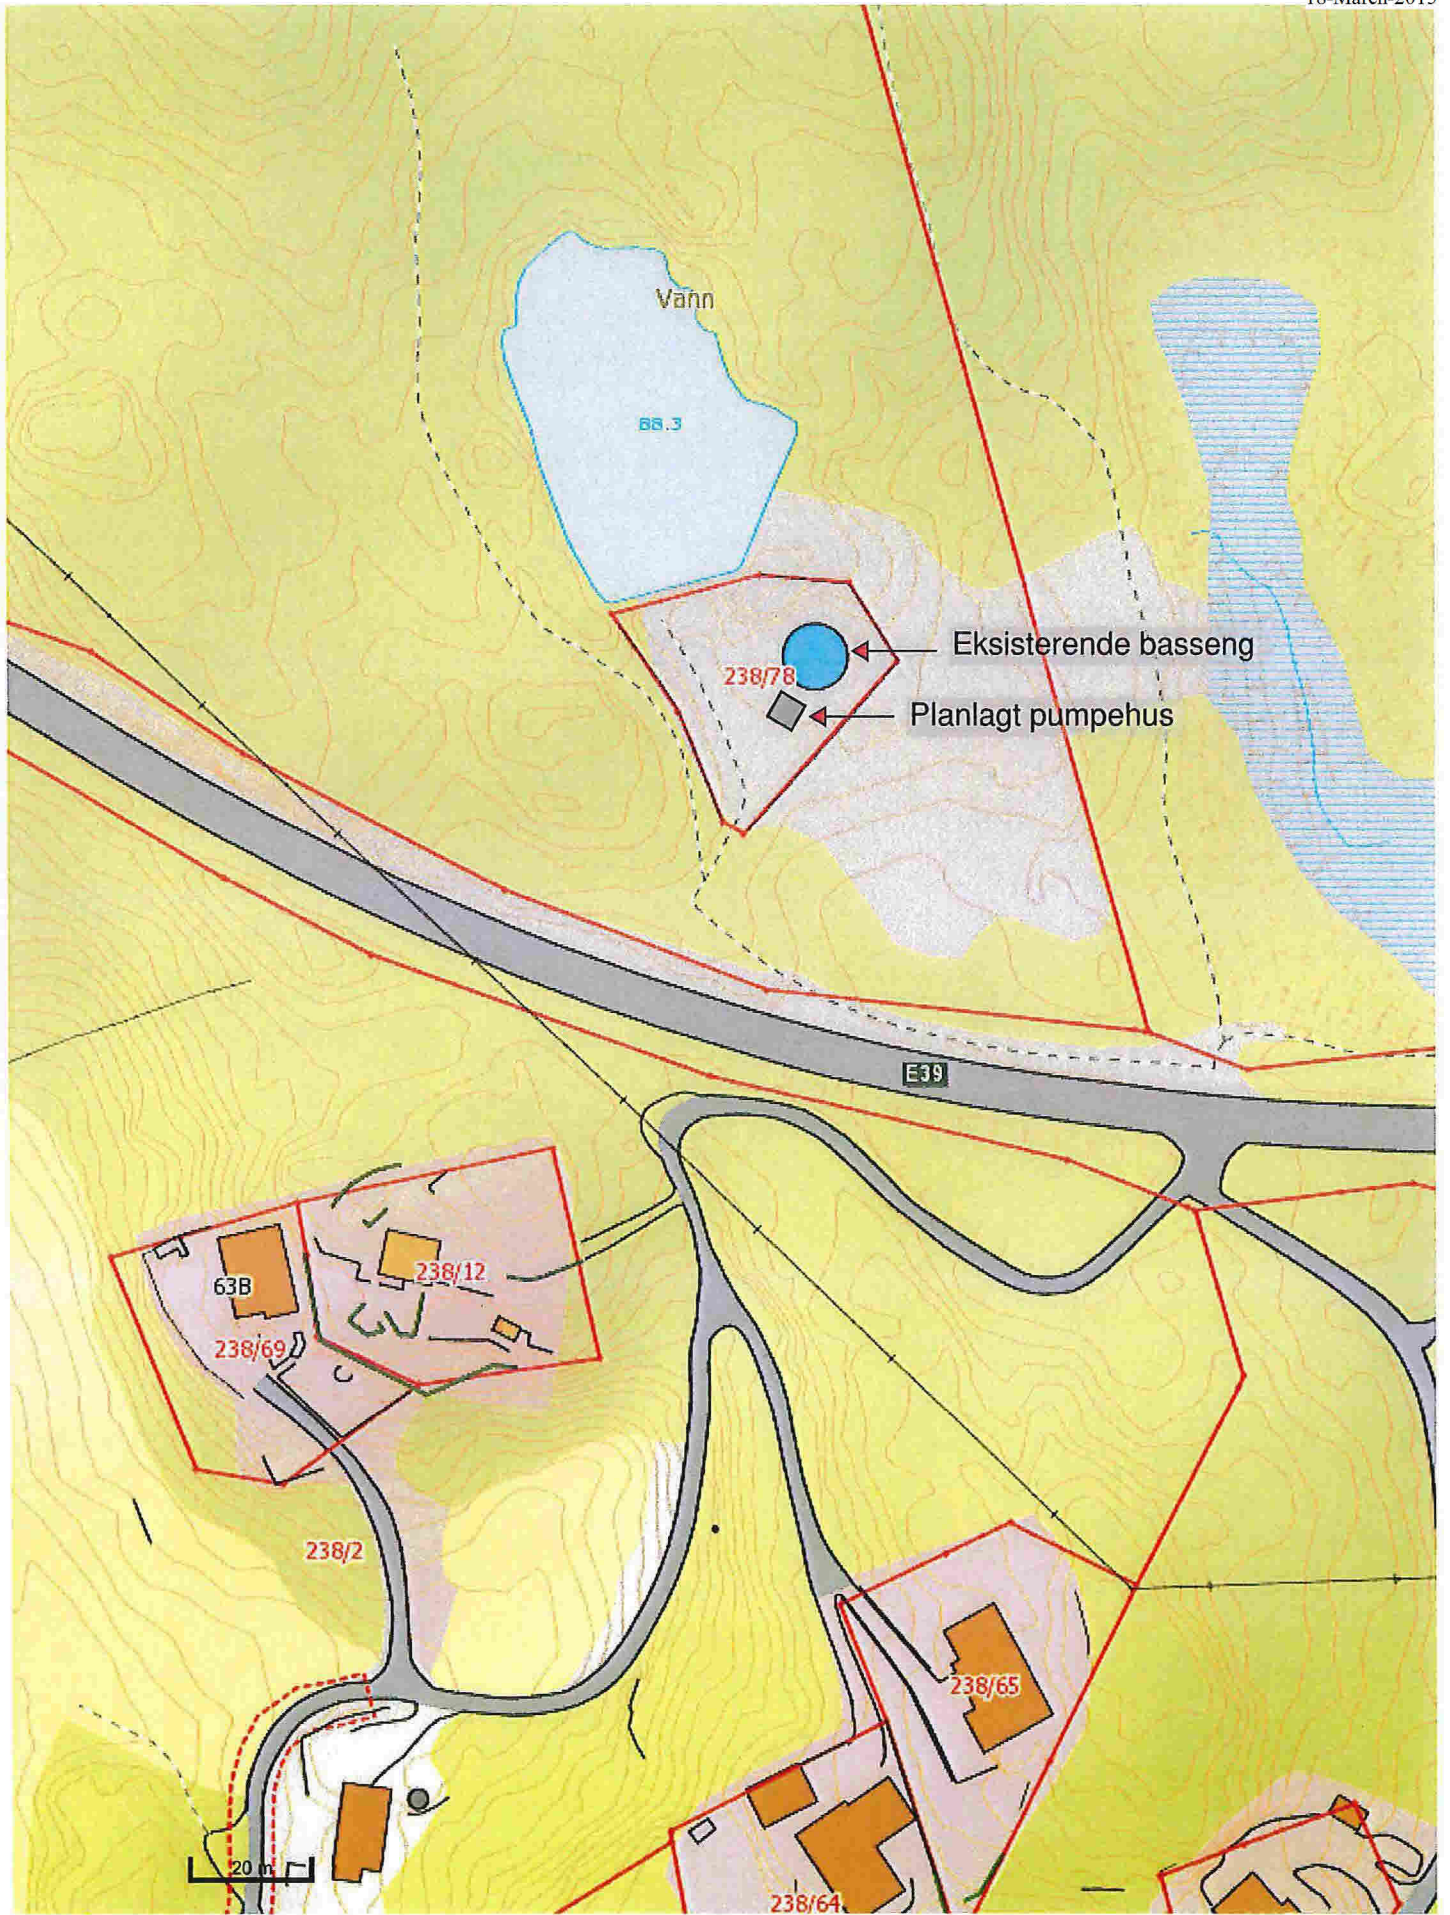 Vann
88.3
Eksisterende basseng
238/78
Planlagt pumpehus
E39
238/12
63B
238/69
238/2
238/65
20 m
238/64